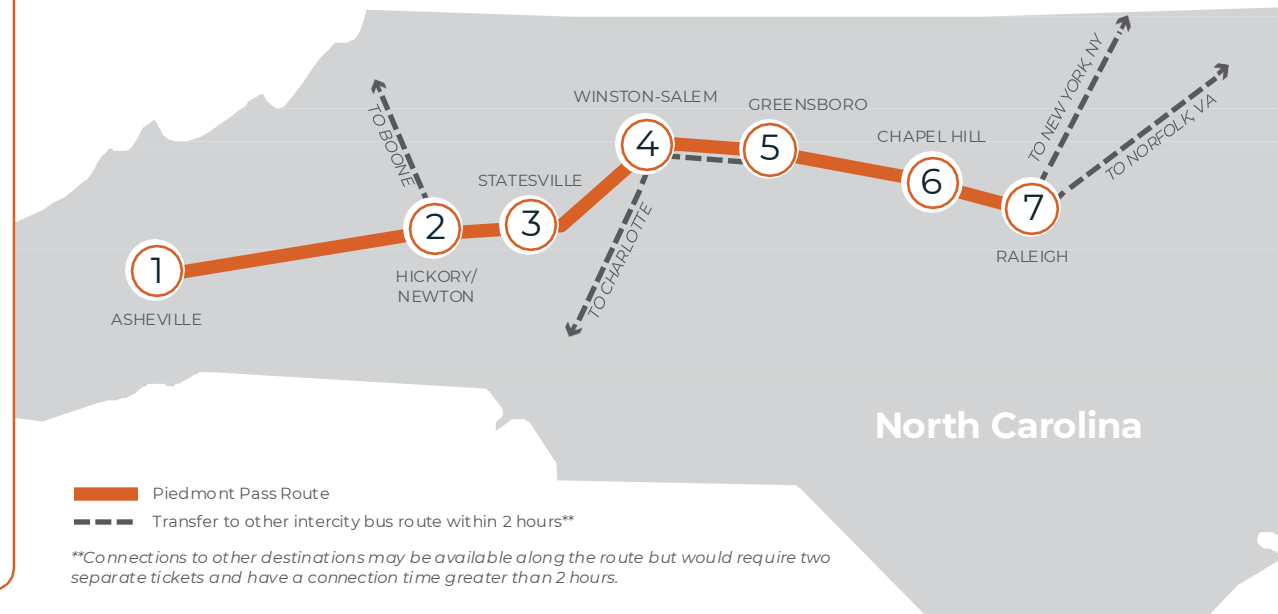 TO NEW YORK, NY
TO NORFOLK, VA
TO BOONE
WINSTON-SALEM
GREENSBORO
CHAPEL HILL
STATESVILLE
4
5
6
7
2
3
1
TO CHARLOTTE
RALEIGH
HICKORY/
NEWTON
ASHEVILLE
North Carolina
Piedmont Pass Route
Transfer to other intercity bus route within 2 hours**
**Connections to other destinations may be available along the route but would require two
separate tickets and have a connection time greater than 2 hours.